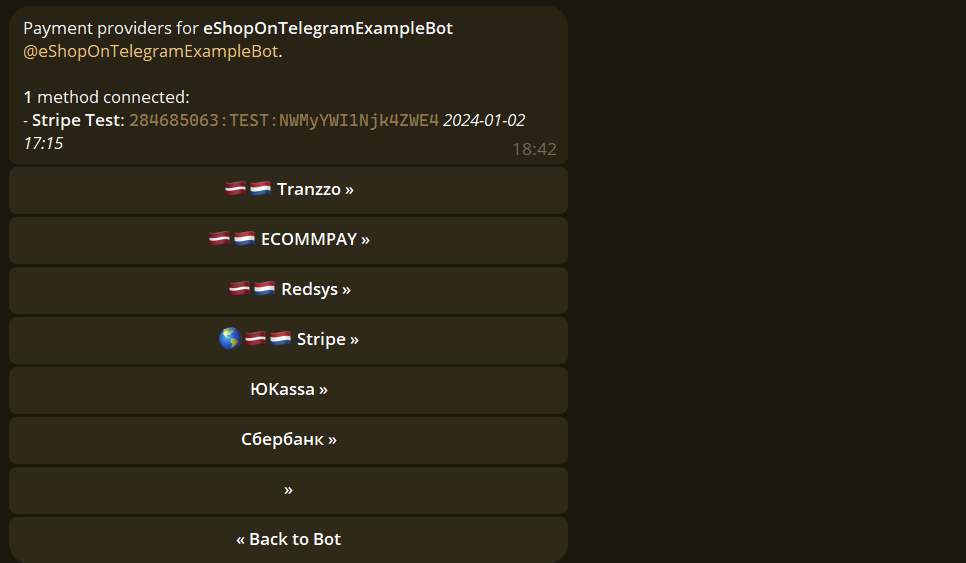 Payment providers for eShopOnTelegramExampleBot
@eShopOnTelegramExampleBot.
1 method connected:
- Stripe Test: 284685063:TEST:NWMyYWI1Njk4ZWE4 2024-01-02
17:15
18:42
Tranzzo »
ECOMMPAY »
Redsys »
Stripe »
ЮKassa »
Сбербанк »
»
« Back to Bot